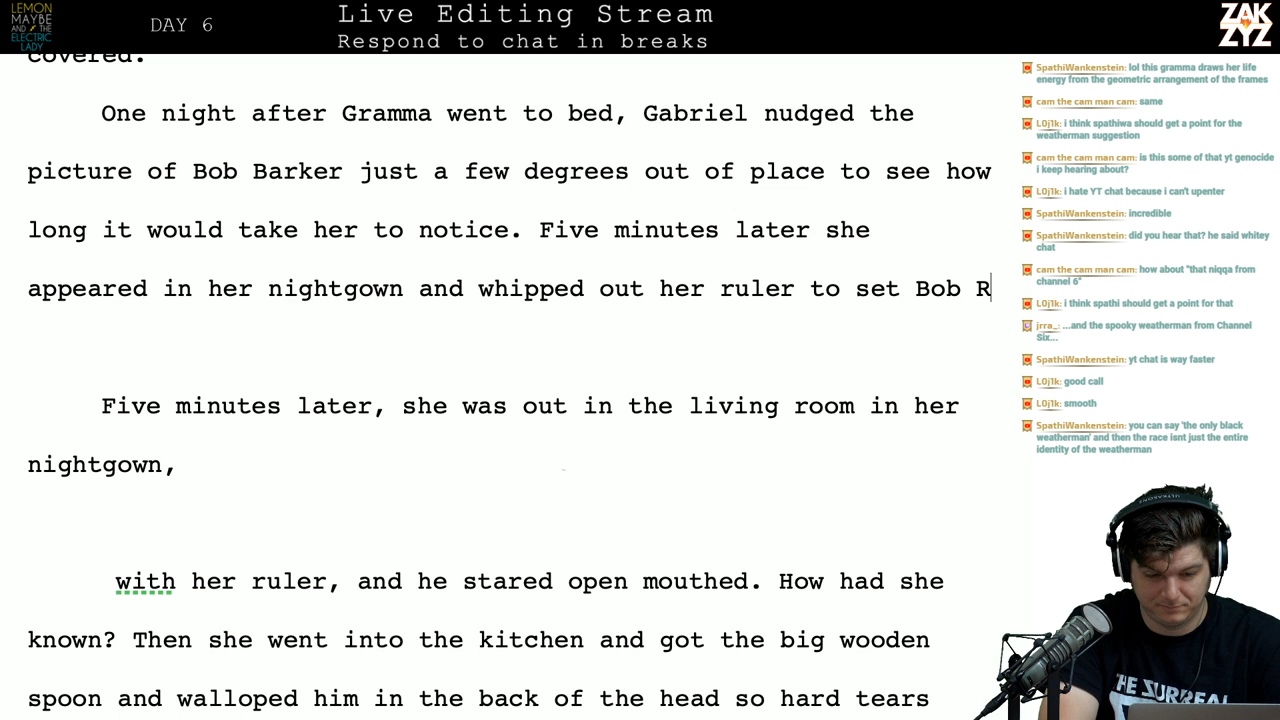 LEMON
MAYBE
AND THE
ELECTRIC
LADY
DAY 6
Live Editing Stream
Respond to chat in breaks
ZAK
ZYZ
covered.
One night after Gramma went to bed, Gabriel nudged the
picture of Bob Barker just a few degrees out of place to see how
long it would take her to notice. Five minutes later she
appeared in her nightgown and whipped out her ruler to set Bob R
Five minutes later, she was out in the living room in her
nightgown,
with her ruler, and he stared open mouthed. How had she
known? Then she went into the kitchen and got the big wooden
spoon and walloped him in the back of the head so hard tears
SpathiWankenstein: lol this gramma draws her life
energy from the geometric arrangement of the frames
cam the cam man cam: same
L0j1k: i think spathiwa should get a point for the
weatherman suggestion
cam the cam man cam: is this some of that yt genocide
i keep hearing about?
L0j1k: i hate YT chat because i can't upenter
SpathiWankenstein: incredible
SpathiWankenstein: did you hear that? he said whitey
chat
cam the cam man cam: how about "that niqqa from
channel 6"
L0j1k: i think spathi should get a point for that
jrra_: ...and the spooky weatherman from Channel
Six...
SpathiWankenstein: yt chat is way faster
L0j1k: good call
L0j1k: smooth
SpathiWankenstein: you can say 'the only black
weatherman' and then the race isnt just the entire
identity of the weatherman
THE SURREAL